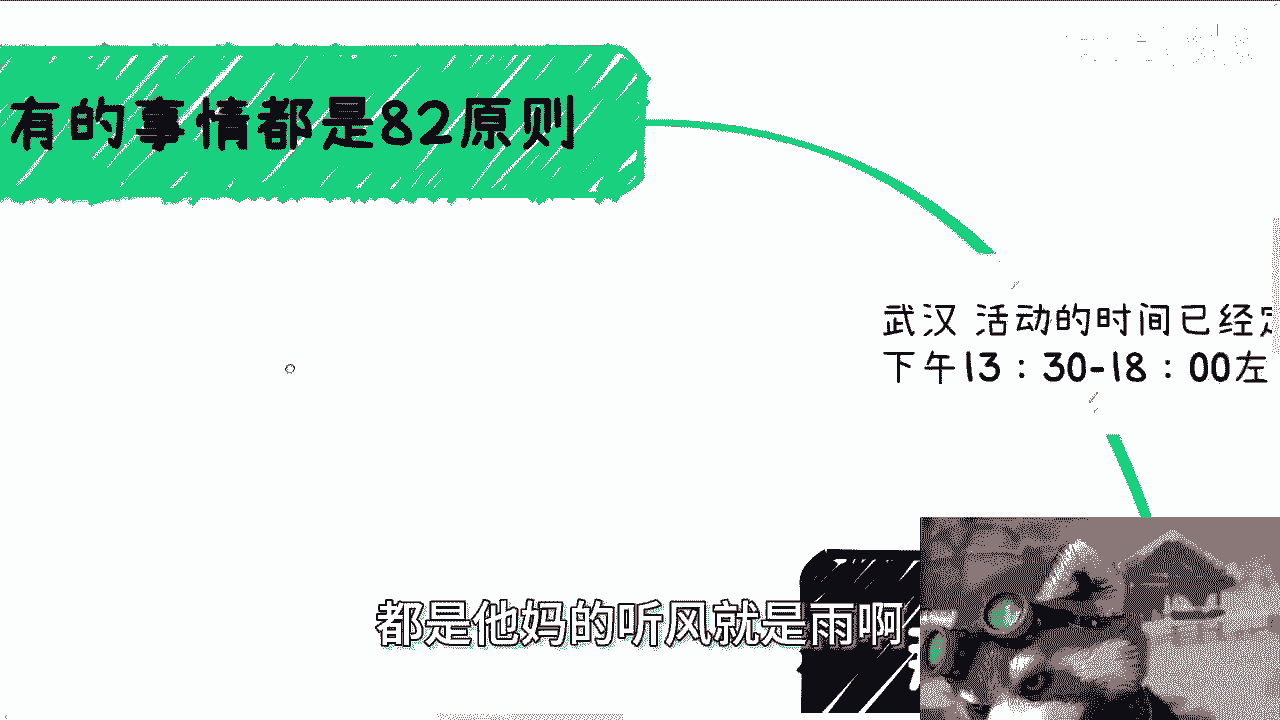 有的事情都是82原则
武汉 活动的时间已经
下午13：30-18：00左
都是他妈的听风就是雨啊